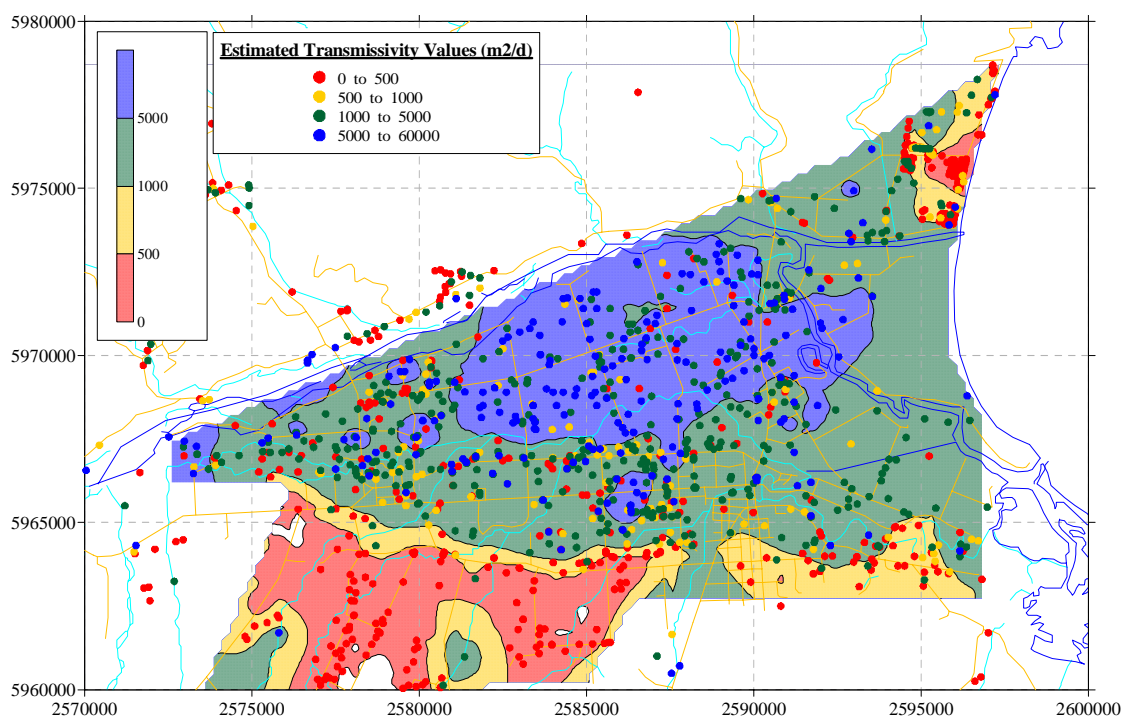 5980000
Estimated Transmissivity Values (m2/d)
0 to 500
500 to 1000
1000 to 5000
5000 to 60000
5000
1000
500
0
5975000
5970000
5965000
5960000
2570000 2575000 2580000 2585000 2590000 2595000 2600000